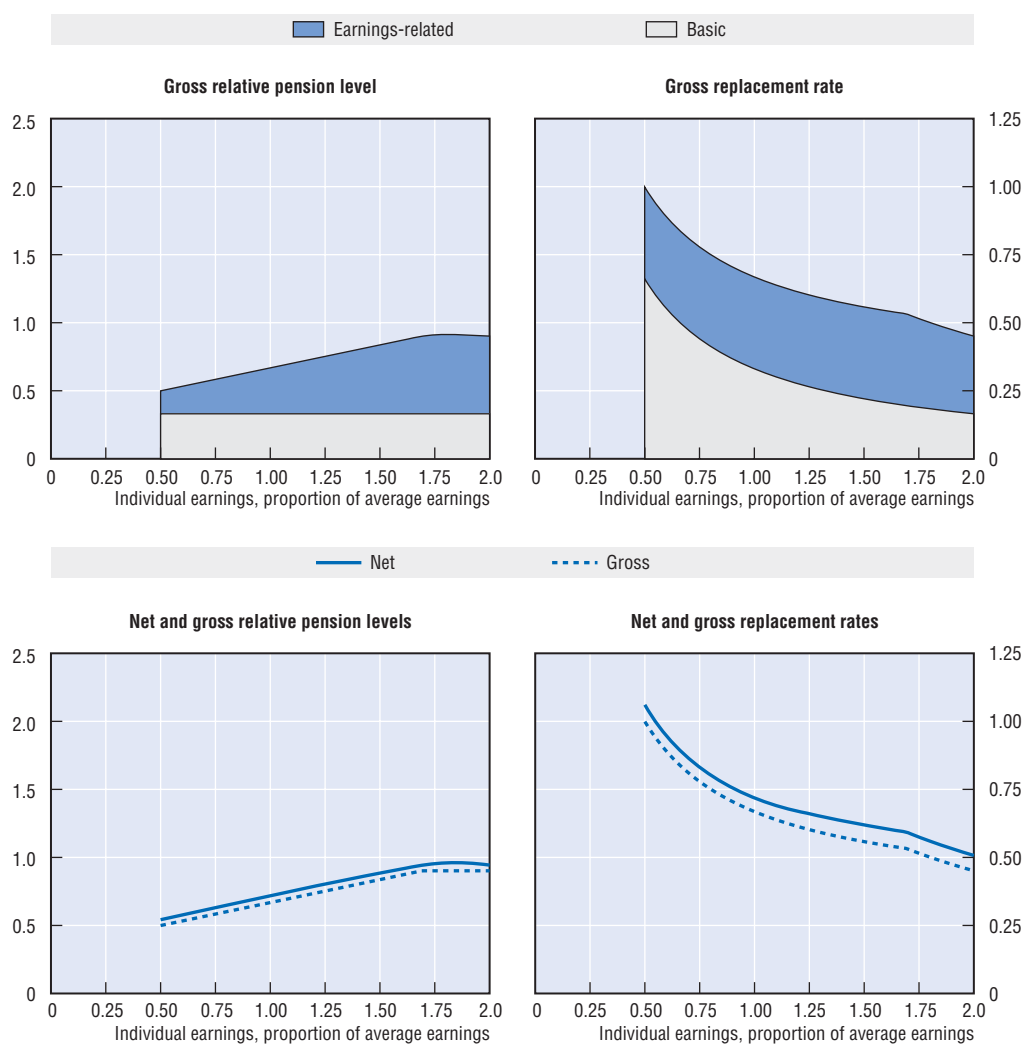 Earnings-related Basic
Gross relative pension level
2.5
2.0
1.5
1.0
0.5
0
0 0.25 0.50 0.75 1.00 1.25 1.50 1.75 2.0
Individual earnings, proportion of average earnings
Gross replacement rate
1.25
1.00
0.75
0.50
0.25
0
0 0.25 0.50 0.75 1.00 1.25 1.50 1.75 2.0
Individual earnings, proportion of average earnings
Net Gross
Net and gross relative pension levels
2.5
2.0
1.5
1.0
0.5
0
0 0.25 0.50 0.75 1.00 1.25 1.50 1.75 2.0
Individual earnings, proportion of average earnings
Net and gross replacement rates
1.25
1.00
0.75
0.50
0.25
0
0 0.25 0.50 0.75 1.00 1.25 1.50 1.75 2.0
Individual earnings, proportion of average earnings